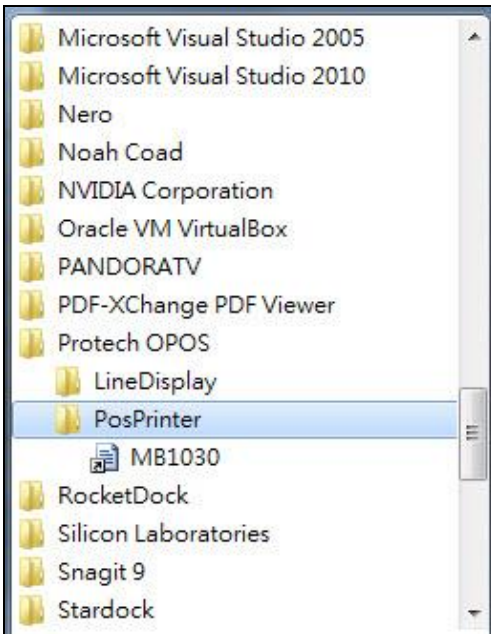 Microsoft Visual Studio 2005
Microsoft Visual Studio 2010
Nero
Noah Coad
NVIDIA Corporation
Oracle VM VirtualBox
PANDORATV
PDF-XChange PDF Viewer
Protech OPOS
LineDisplay
PosPrinter
MB1030
RocketDock
Silicon Laboratories
Snagit 9
Stardock